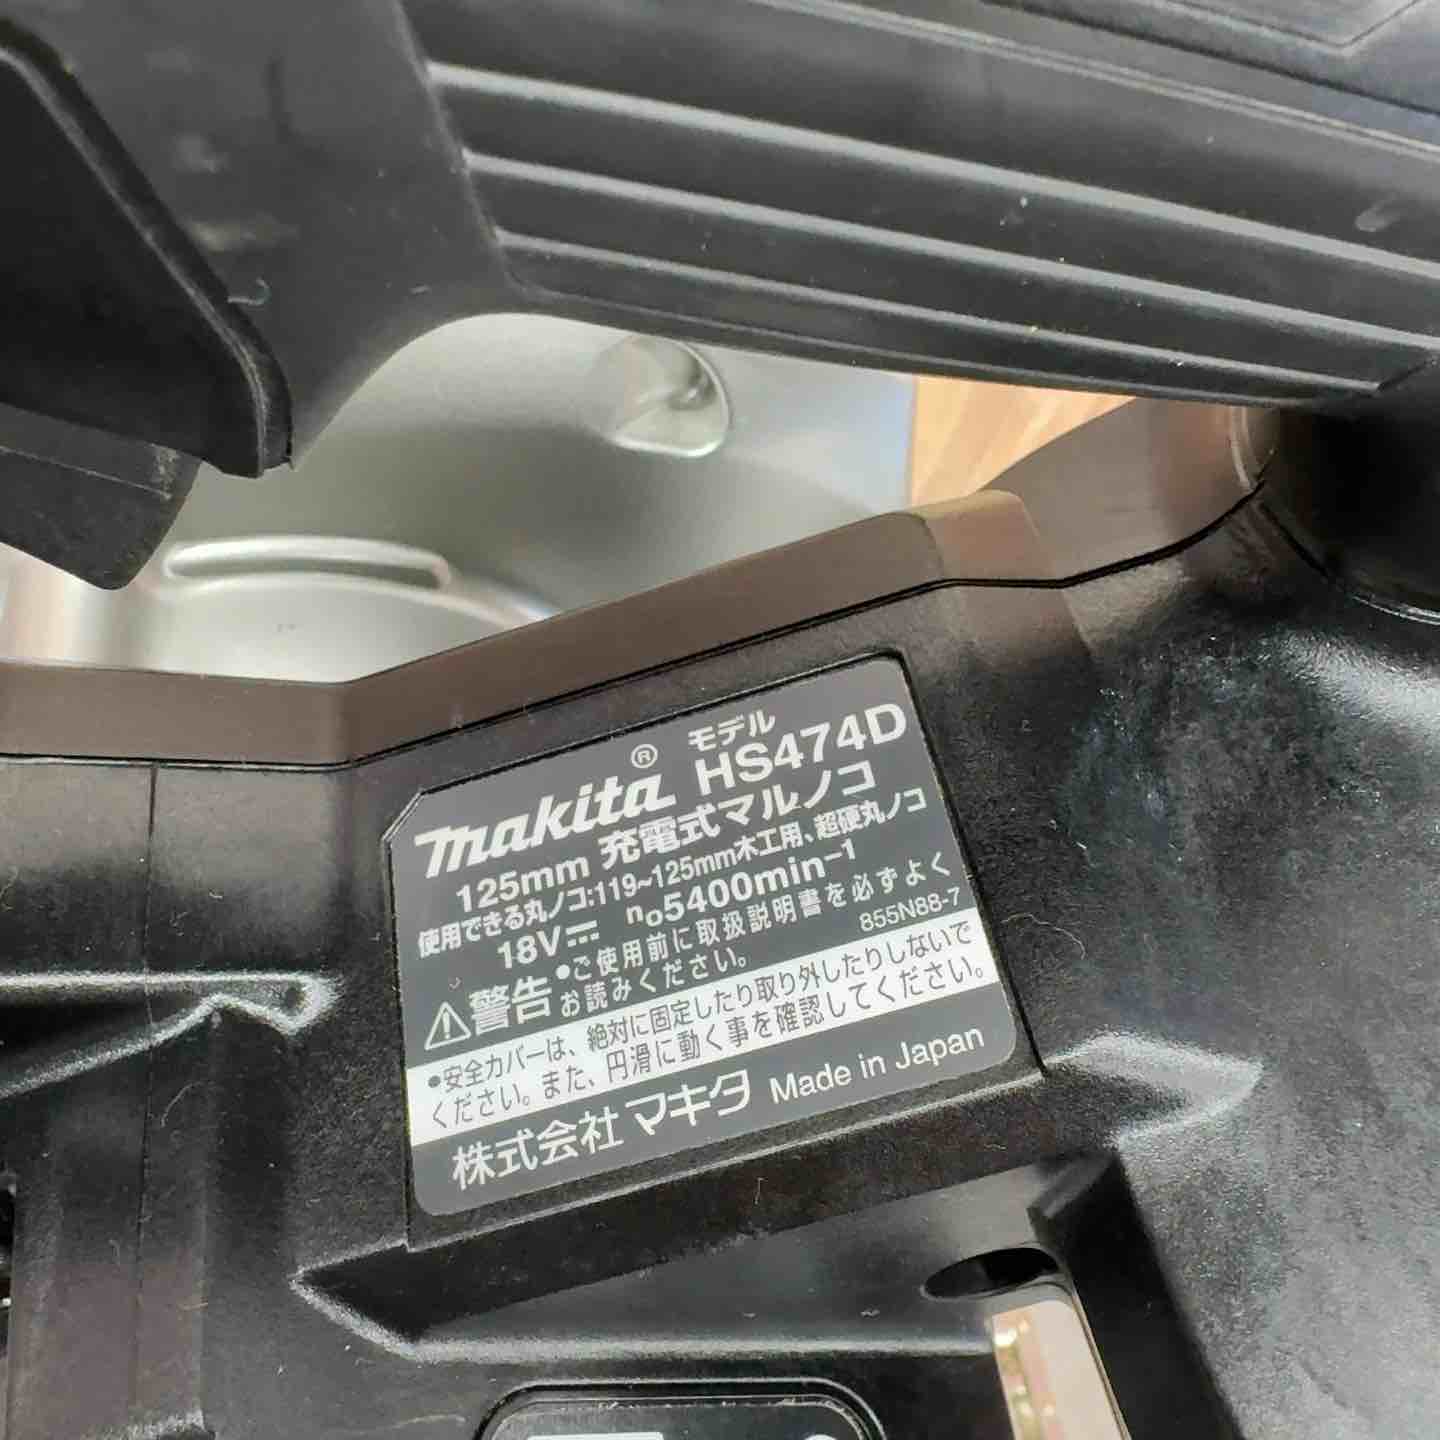 モデル
makita® HS474D
125mm 充電式マルノコ
使用できる丸ノコ:119~125mm木工用、超硬丸ノコ
18V⎓ n₀5400min⁻¹
⚠警告 •ご使用前に取扱説明書を必ずよく
お読みください。 855N88-7
•安全カバーは、絶対に固定したり取り外したりしないで
ください。また、円滑に動く事を確認してください。
株式会社 マキタ Made in Japan